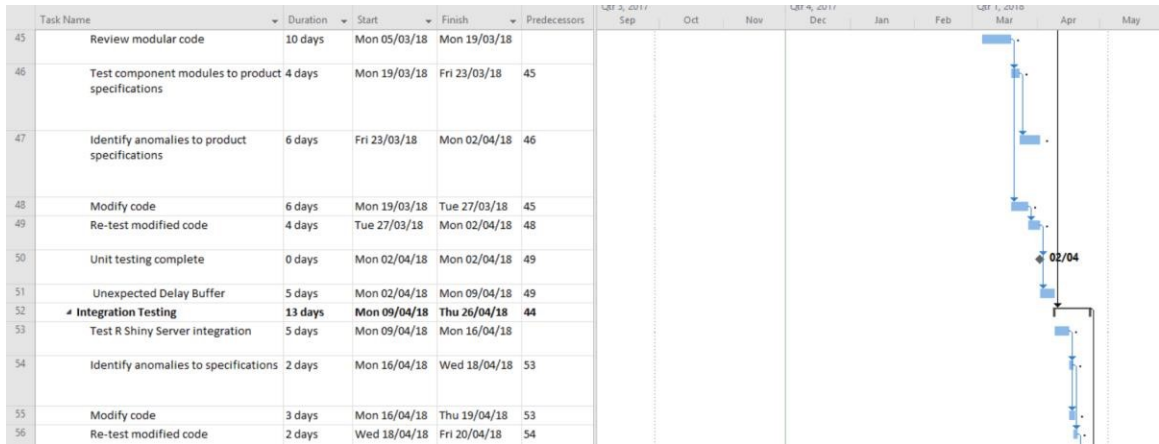 Qtr 3, 2017 Qtr 4, 2017 Qtr 1, 2018
Task Name Duration Start Finish Predecessors Sep Oct Nov Dec Jan Feb Mar Apr May
45 Review modular code 10 days Mon 05/03/18 Mon 19/03/18
46 Test component modules to product 4 days Mon 19/03/18 Fri 23/03/18 45
specifications
47 Identify anomalies to product 6 days Fri 23/03/18 Mon 02/04/18 46
specifications
48 Modify code 6 days Mon 19/03/18 Tue 27/03/18 45
49 Re-test modified code 4 days Tue 27/03/18 Mon 02/04/18 48
50 Unit testing complete 0 days Mon 02/04/18 Mon 02/04/18 49 02/04
51 Unexpected Delay Buffer 5 days Mon 02/04/18 Mon 09/04/18 49
52 Integration Testing 13 days Mon 09/04/18 Thu 26/04/18 44
53 Test R Shiny Server integration 5 days Mon 09/04/18 Mon 16/04/18
54 Identify anomalies to specifications 2 days Mon 16/04/18 Wed 18/04/18 53
55 Modify code 3 days Mon 16/04/18 Thu 19/04/18 53
56 Re-test modified code 2 days Wed 18/04/18 Fri 20/04/18 54